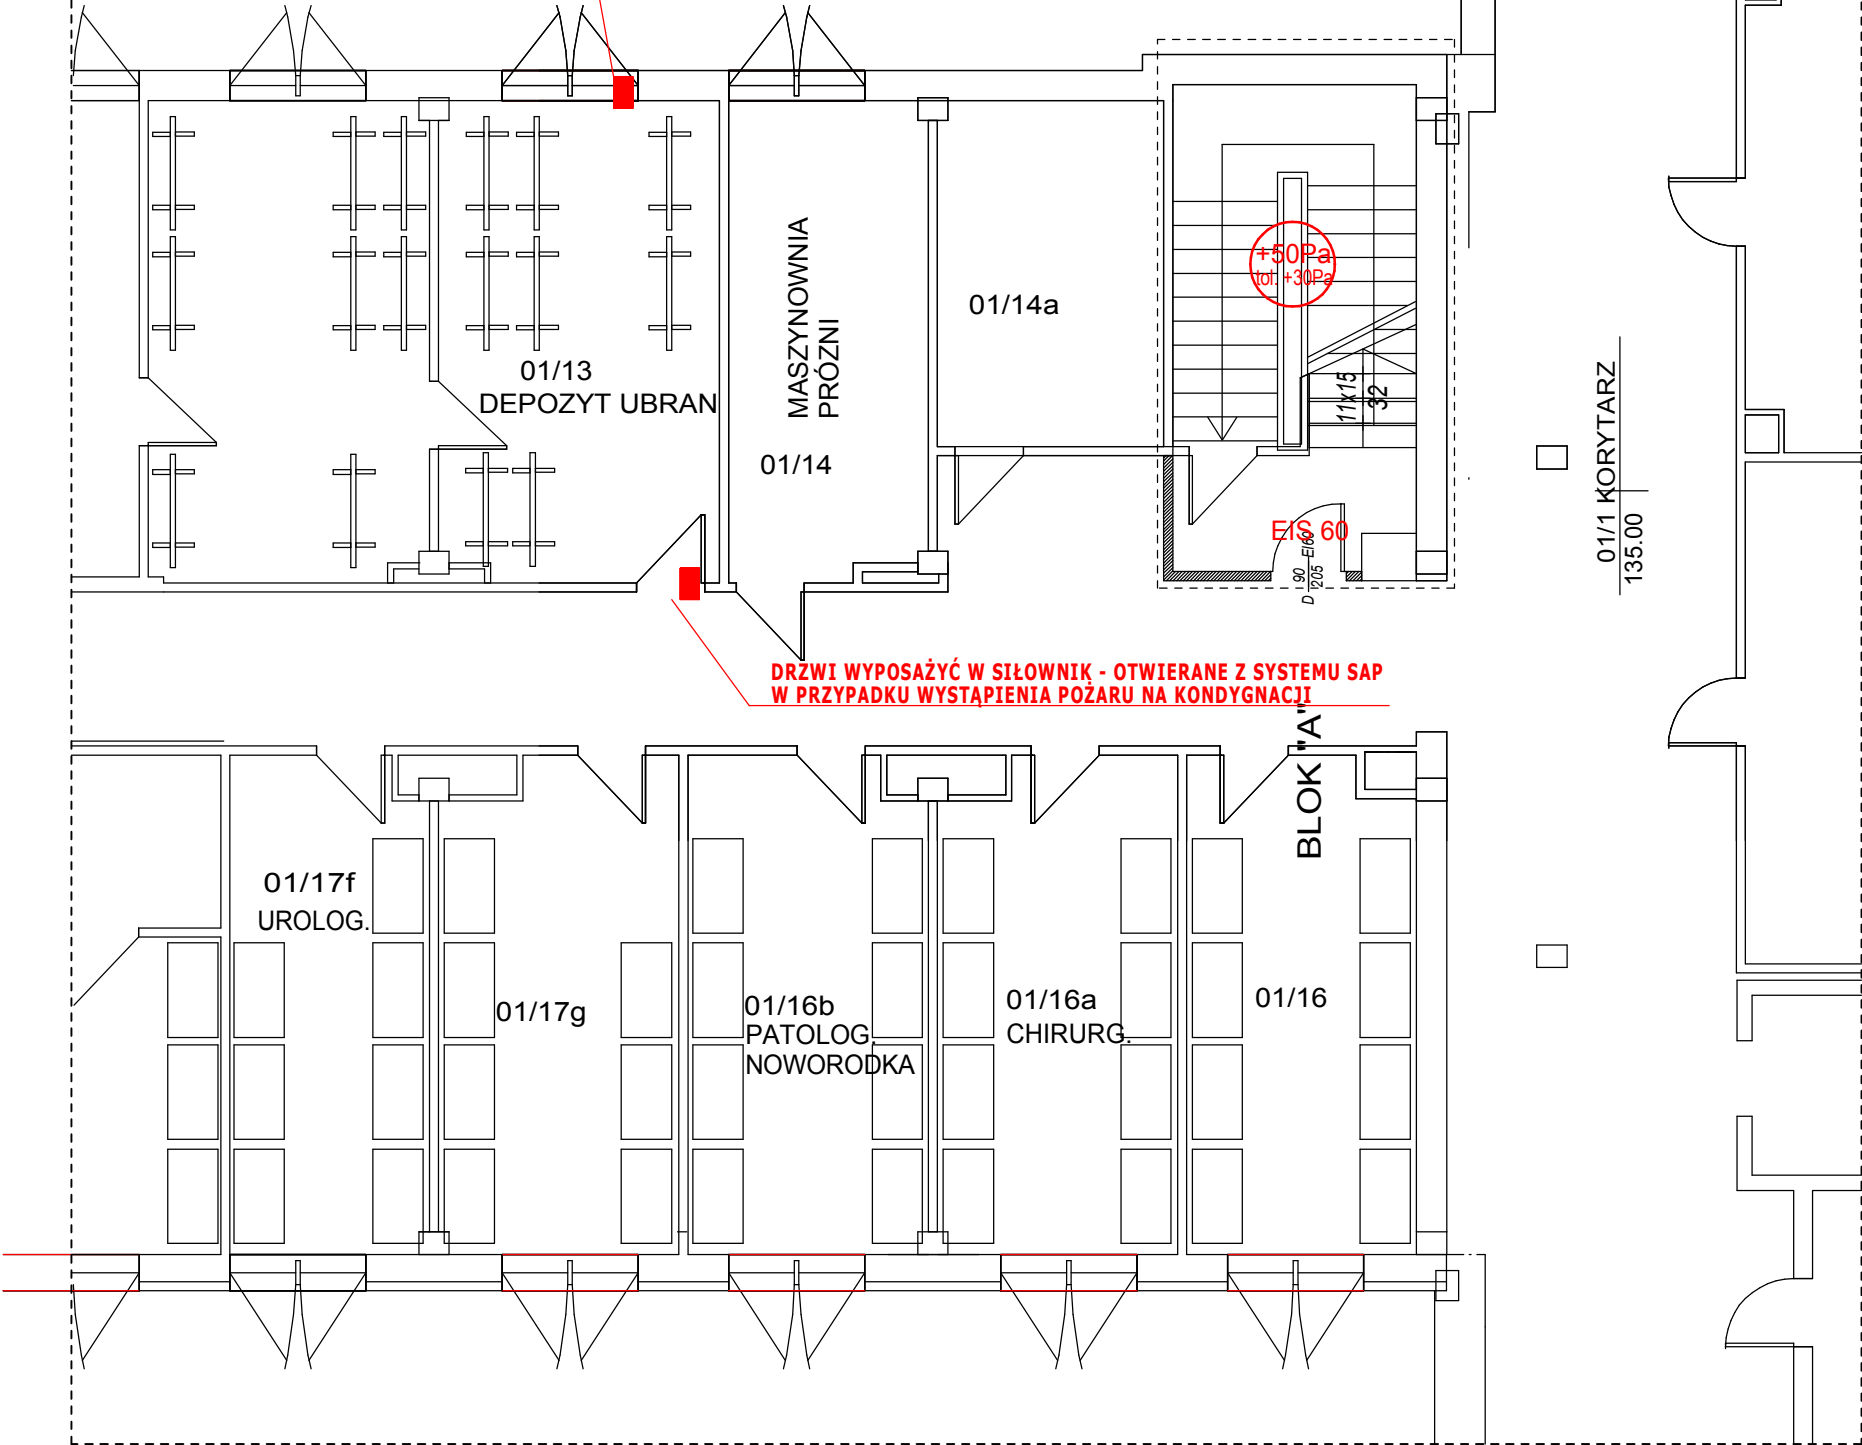 +50Pa
tol. +30Pa
MASZYNOWNIA
PRÓZNI
01/14a
01/13
DEPOZYT UBRAN
11x15
32
01/14
01/1 KORYTARZ
135.00
EIS 60
D 90 EI60
205
DRZWI WYPOSAŻYĆ W SIŁOWNIK - OTWIERANE Z SYSTEMU SAP
W PRZYPADKU WYSTĄPIENIA POŻARU NA KONDYGNACJI
BLOK "A"
01/17f
UROLOG.
01/17g
01/16b
PATOLOG.
NOWORODKA
01/16a
CHIRURG.
01/16